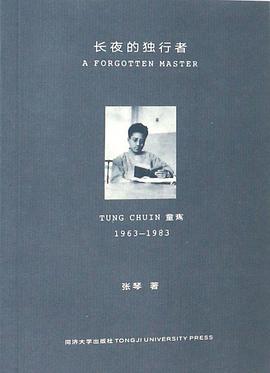 长夜的独行者
A FORGOTTEN MASTER
TUNG CHUIN 童寯
1963—1983
张琴 著
同济大学出版社 TONGJI UNIVERSITY PRESS